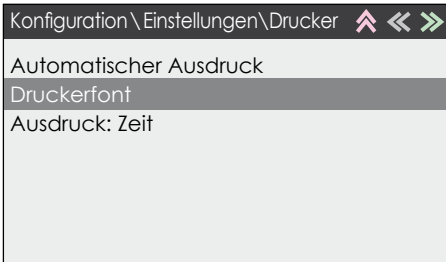 Konfiguration\Einstellungen\Drucker
Automatischer Ausdruck
Druckerfont
Ausdruck: Zeit